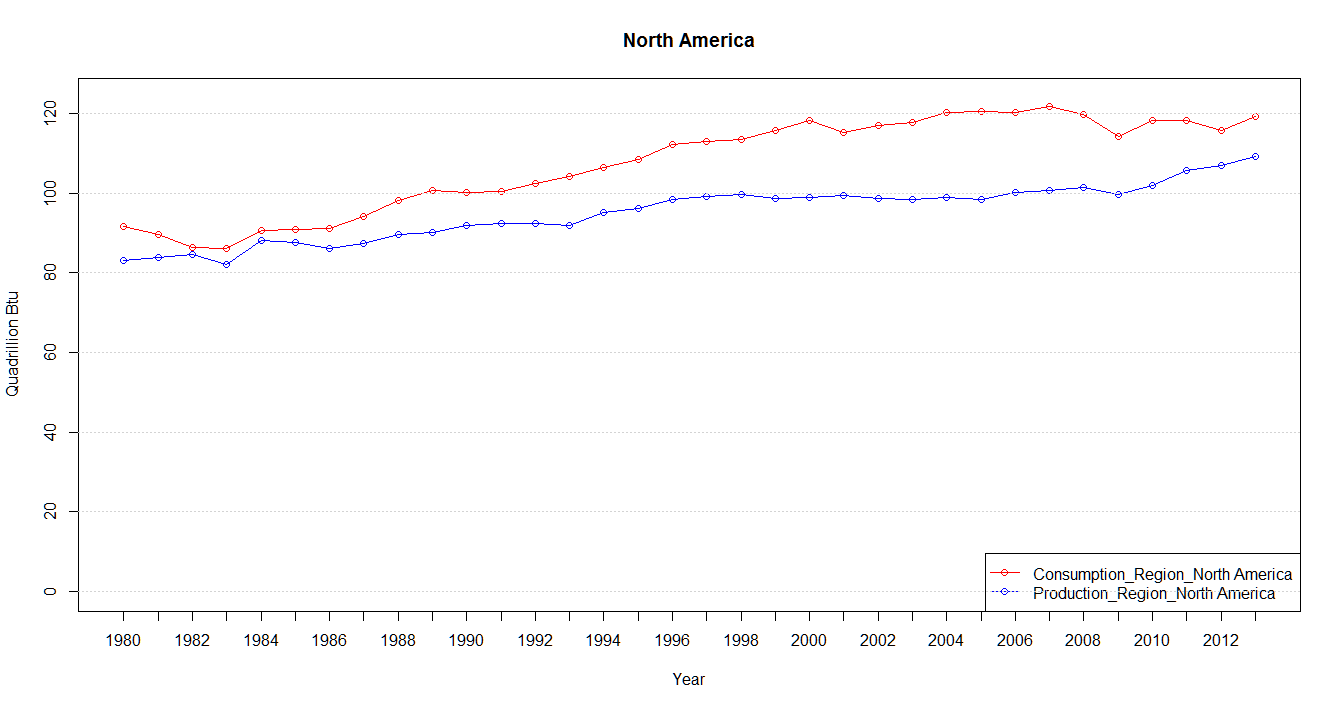 North America
Quadrillion Btu
120
100
80
60
40
20
0
Consumption_Region_North America
Production_Region_North America
1980 1982 1984 1986 1988 1990 1992 1994 1996 1998 2000 2002 2004 2006 2008 2010 2012
Year